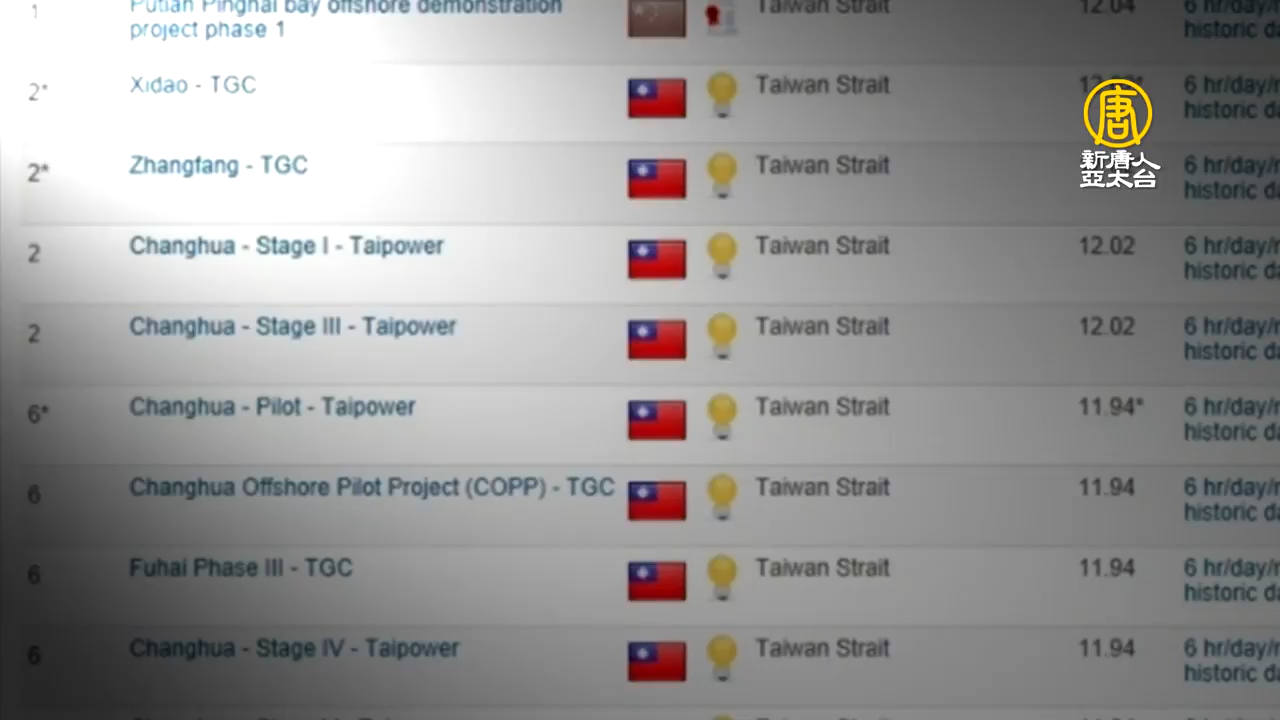 1 Putian Pinghai bay offshore demonstration Taiwan Strait 12.04 6 hr/day/
project phase 1 historic d
2* Xidao - TGC Taiwan Strait 6 hr/day/
historic d
唐
新唐人
亞太台
2* Zhangfang - TGC Taiwan Strait 6 hr/day/
historic d
2 Changhua - Stage I - Taipower Taiwan Strait 12.02 6 hr/day/
historic d
2 Changhua - Stage III - Taipower Taiwan Strait 12.02 6 hr/day/
historic d
6* Changhua - Pilot - Taipower Taiwan Strait 11.94* 6 hr/day/
historic d
6 Changhua Offshore Pilot Project (COPP) - TGC Taiwan Strait 11.94 6 hr/day/
historic d
6 Fuhai Phase III - TGC Taiwan Strait 11.94 6 hr/day/
historic d
6 Changhua - Stage IV - Taipower Taiwan Strait 11.94 6 hr/day/
historic d